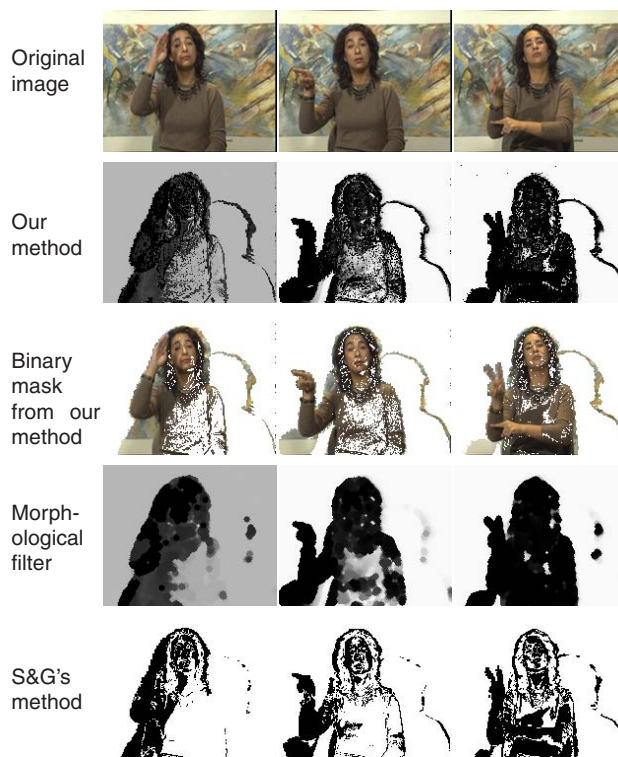 Original
image
Our
method
Binary
mask
from our
method
Morph-
ological
filter
S&G's
method